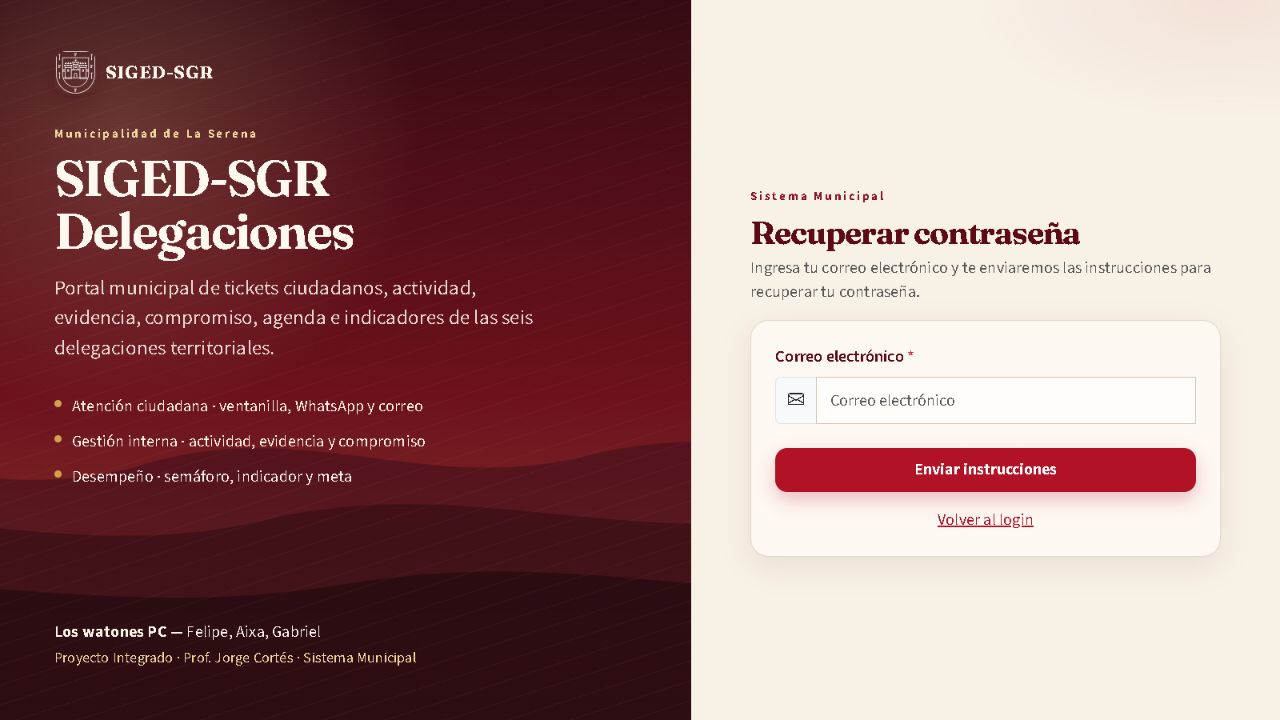 SIGED-SGR
Municipalidad de La Serena
SIGED-SGR
Delegaciones
Portal municipal de tickets ciudadanos, actividad,
evidencia, compromiso, agenda e indicadores de las seis
delegaciones territoriales.
Atención ciudadana · ventanilla, WhatsApp y correo
Gestión interna · actividad, evidencia y compromiso
Desempeño · semáforo, indicador y meta
Los watones PC — Felipe, Aixa, Gabriel
Proyecto Integrado · Prof. Jorge Cortés · Sistema Municipal
Sistema Municipal
Recuperar contraseña
Ingresa tu correo electrónico y te enviaremos las instrucciones para
recuperar tu contraseña.
Correo electrónico *
Correo electrónico
Enviar instrucciones
Volver al login